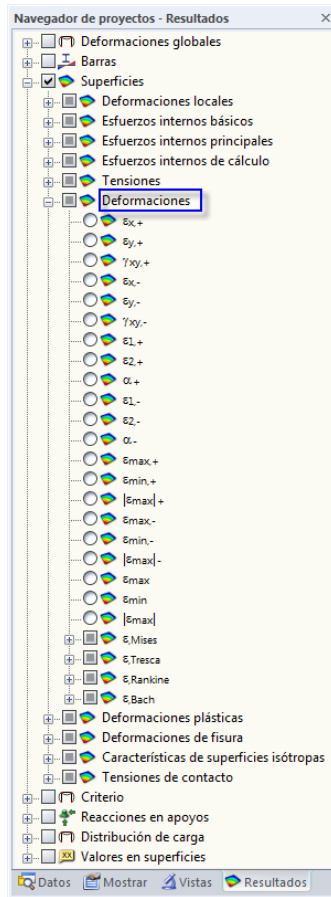 Navegador de proyectos - Resultados
Deformaciones globales
Barras
Superficies
Deformaciones locales
Esfuerzos internos básicos
Esfuerzos internos principales
Esfuerzos internos de cálculo
Tensiones
Deformaciones
εx,+
εy,+
γxy,+
εx,-
εy,-
γxy,-
ε1,+
ε2,+
α,+
ε1,-
ε2,-
α,-
εmax,+
εmin,+
|εmax| +
εmax,-
εmin,-
|εmax| -
εmax
εmin
|εmax|
ε,Mises
ε,Tresca
ε,Rankine
ε,Bach
Deformaciones plásticas
Deformaciones de fisura
Características de superficies isótropas
Tensiones de contacto
Criterio
Reacciones en apoyos
Distribución de carga
xx Valores en superficies
Datos Mostrar Vistas Resultados